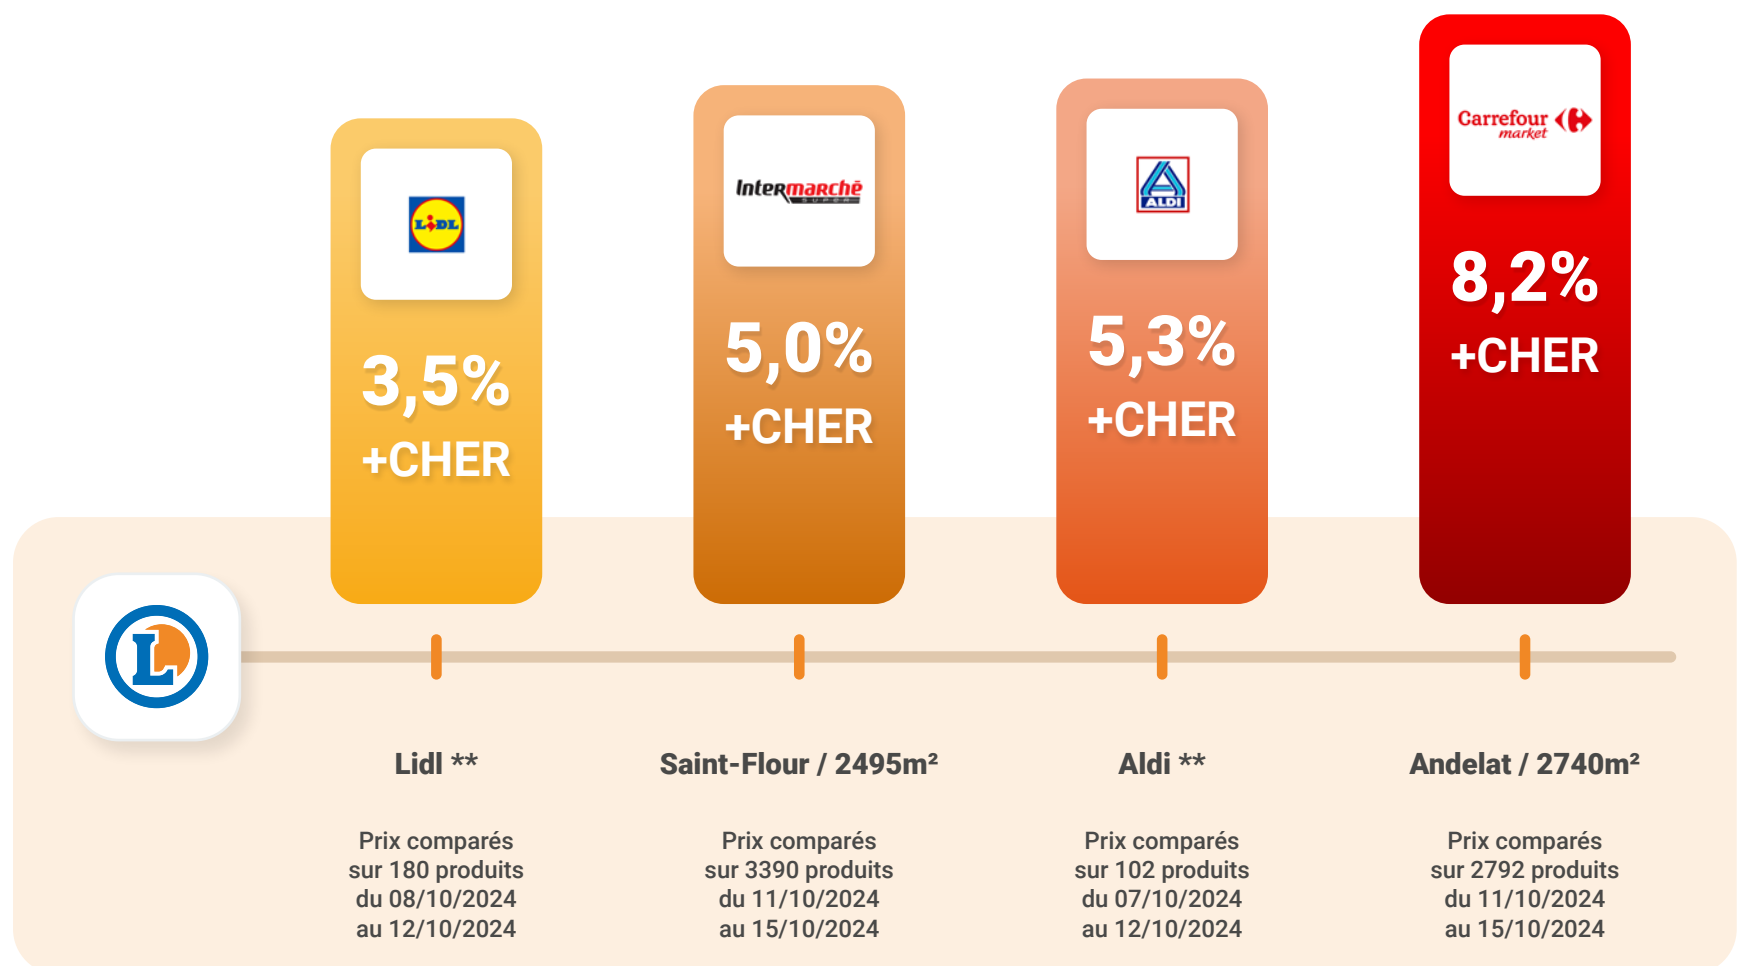 LIDL
3,5%
+CHER
Intermarché
SUPER
5,0%
+CHER
ALDI
5,3%
+CHER
Carrefour
market
8,2%
+CHER
L
Lidl **
Prix comparés
sur 180 produits
du 08/10/2024
au 12/10/2024
Saint-Flour / 2495m²
Prix comparés
sur 3390 produits
du 11/10/2024
au 15/10/2024
Aldi **
Prix comparés
sur 102 produits
du 07/10/2024
au 12/10/2024
Andelat / 2740m²
Prix comparés
sur 2792 produits
du 11/10/2024
au 15/10/2024